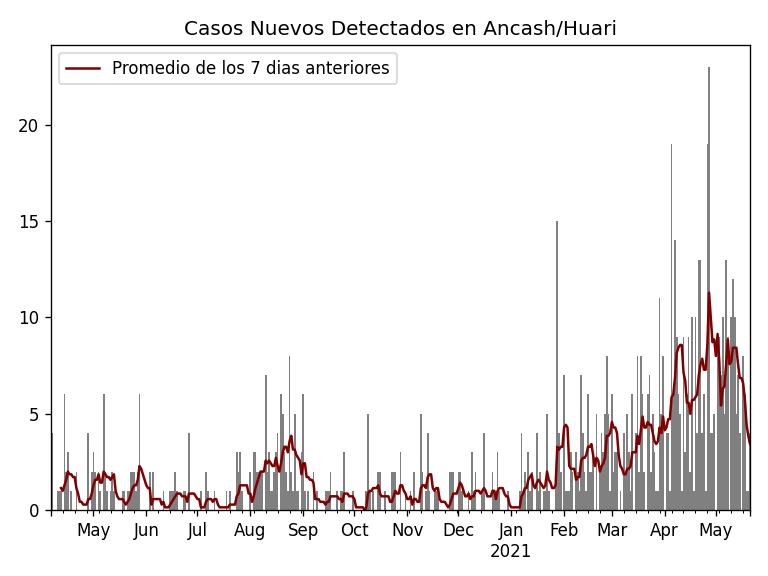 Casos Nuevos Detectados en Ancash/Huari
Promedio de los 7 dias anteriores
20
15
10
5
0
May Jun Jul Aug Sep Oct Nov Dec Jan Feb Mar Apr May
2021